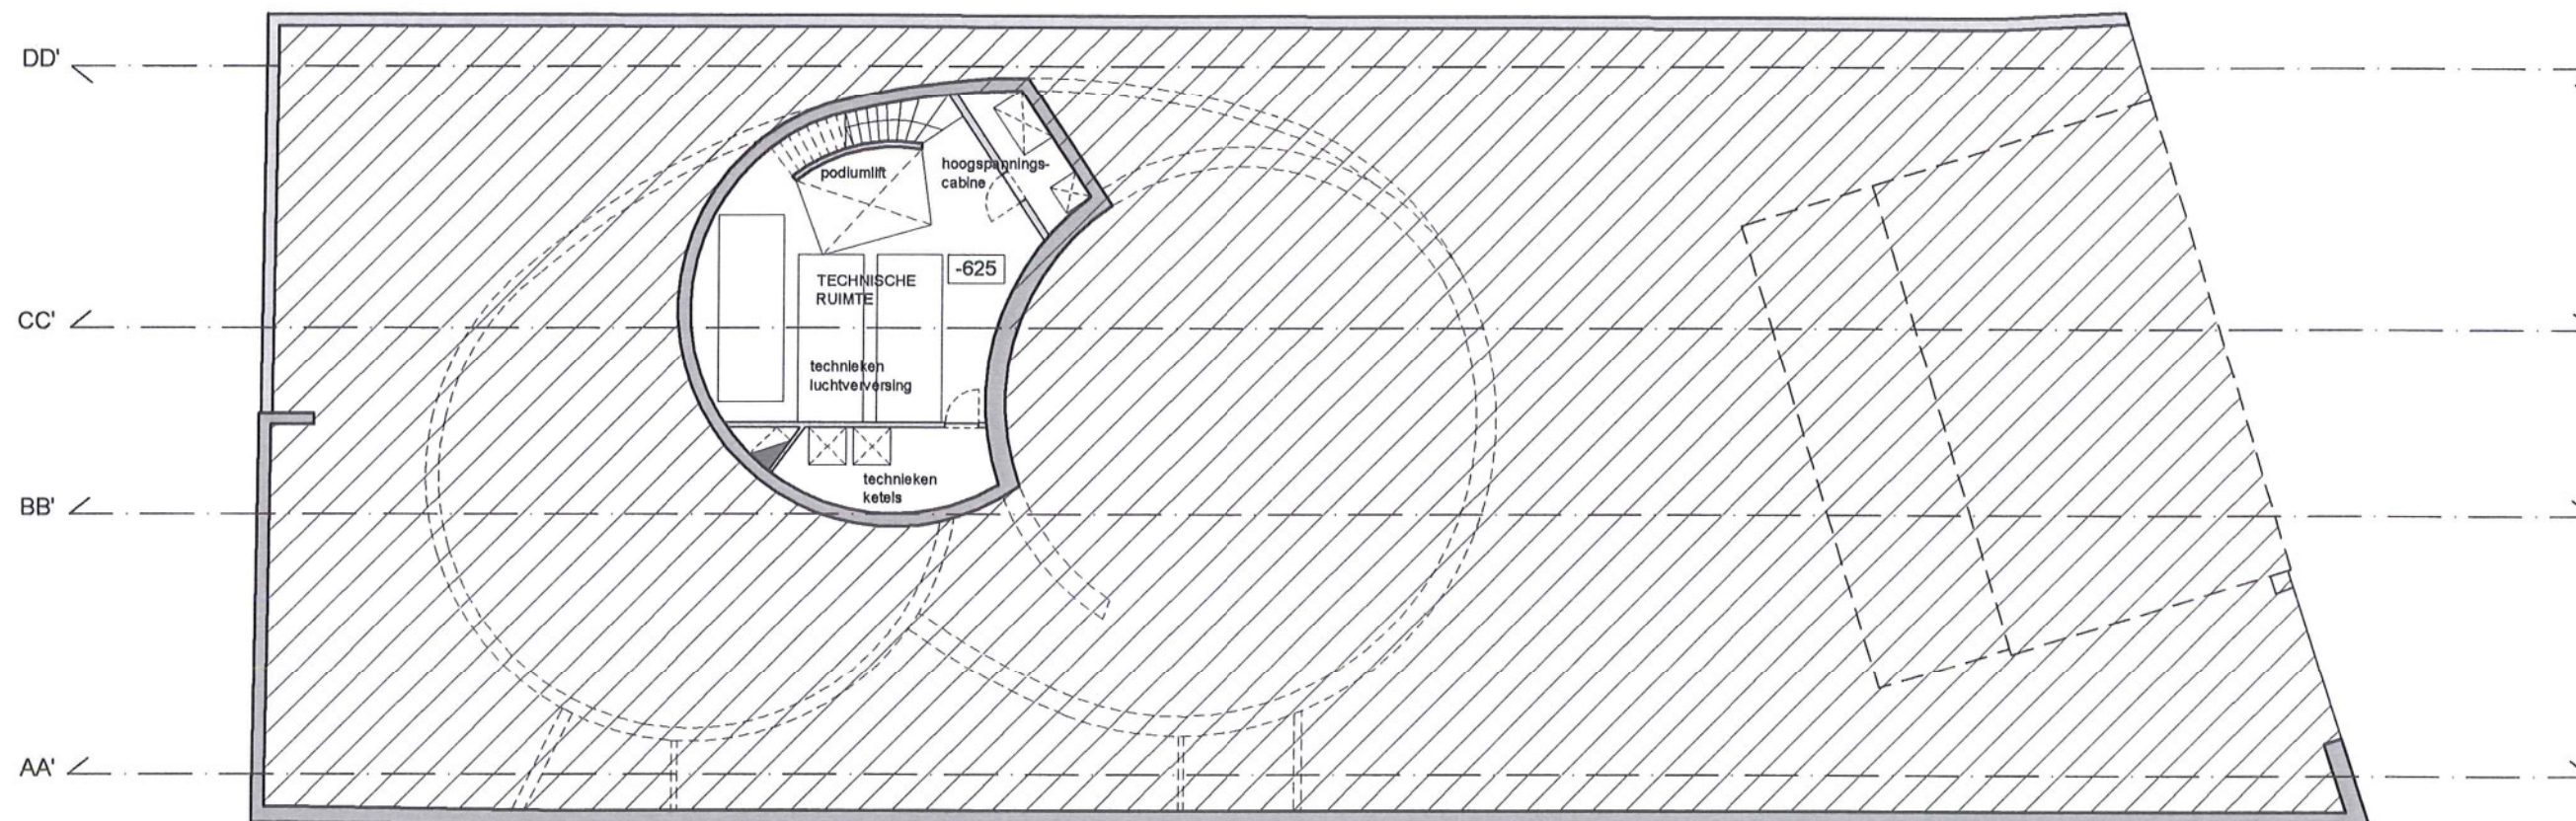 DD'
podiumlift
hoogspannings-
cabine
-625
TECHNISCHE
RUIMTE
CC'
technieken
luchtverversing
technieken
ketels
BB'
AA'